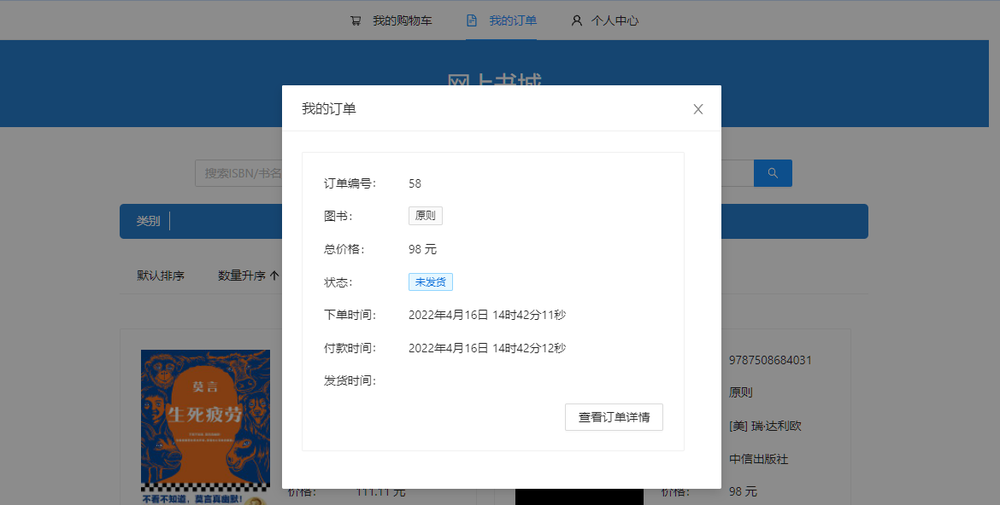 我的购物车
我的订单
个人中心
网上书城
我的订单
搜索ISBN/书名
类别
默认排序
数量升序
订单编号： 58
图书： 原则
总价格： 98 元
状态： 未发货
下单时间： 2022年4月16日 14时42分11秒
付款时间： 2022年4月16日 14时42分12秒
发货时间：
查看订单详情
莫言
生死疲劳
不看不知道，莫言真幽默！
价格： 111.11 元
9787508684031
原则
[美] 瑞·达利欧
中信出版社
价格： 98 元